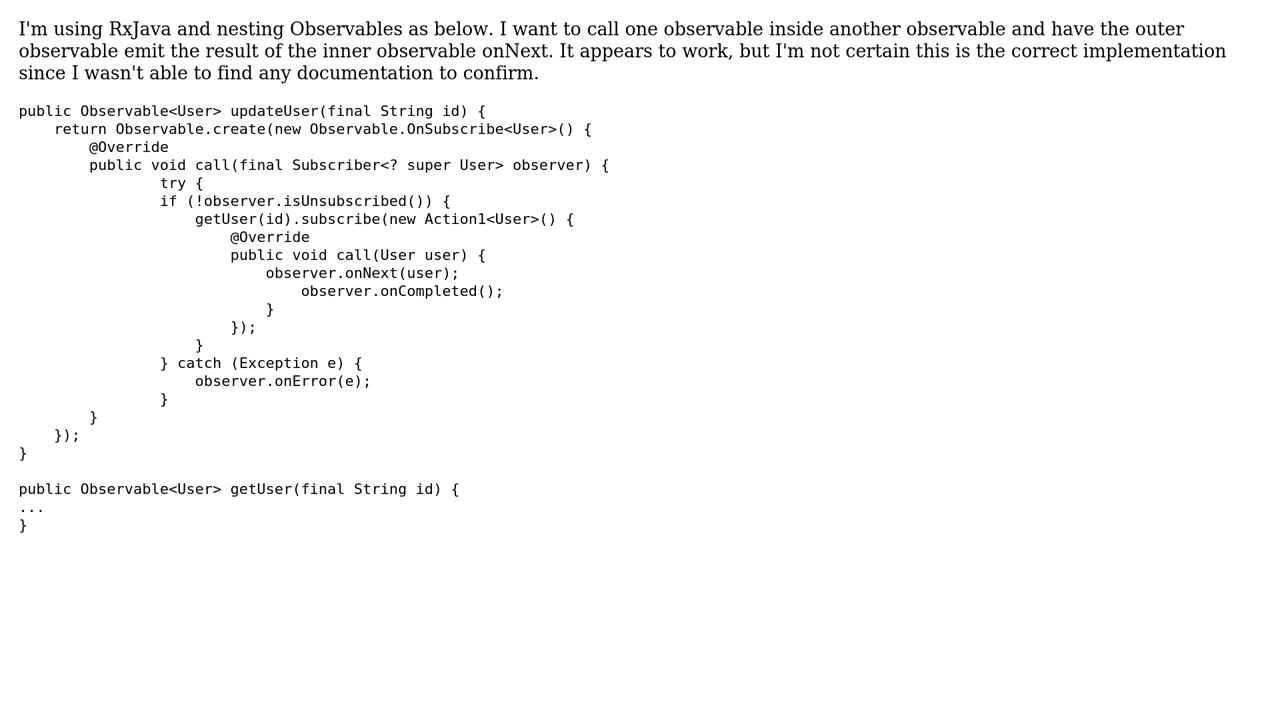 I'm using RxJava and nesting Observables as below. I want to call one observable inside another observable and have the outer
observable emit the result of the inner observable onNext. It appears to work, but I'm not certain this is the correct implementation
since I wasn't able to find any documentation to confirm.
public Observable<User> updateUser(final String id) {
    return Observable.create(new Observable.OnSubscribe<User>() {
        @Override
        public void call(final Subscriber<? super User> observer) {
                try {
                if (!observer.isUnsubscribed()) {
                    getUser(id).subscribe(new Action1<User>() {
                        @Override
                        public void call(User user) {
                            observer.onNext(user);
                                observer.onCompleted();
                            }
                        });
                    }
                } catch (Exception e) {
                    observer.onError(e);
                }
        }
    });
}
public Observable<User> getUser(final String id) {
...
}